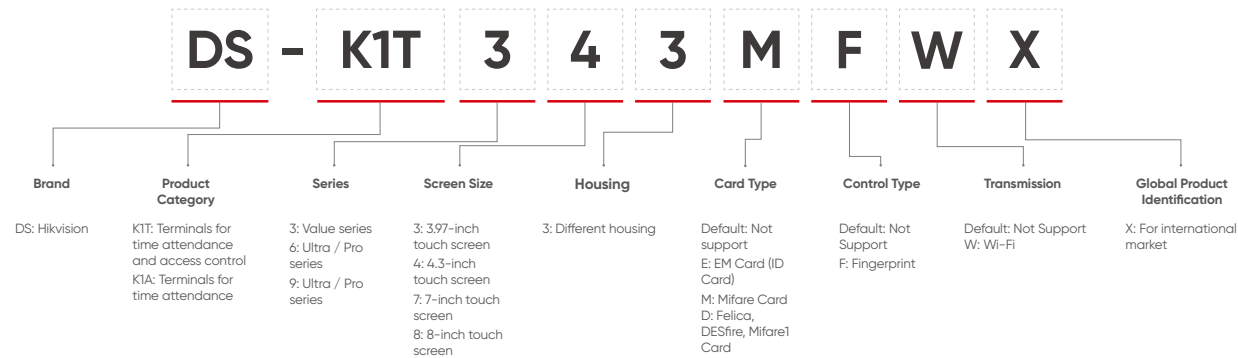 DS - K1T 3 4 3 M F W X
Brand
DS: Hikvision
Product
Category
K1T: Terminals for
time attendance
and access control
K1A: Terminals for
time attendance
Series
3: Value series
6: Ultra / Pro
series
9: Ultra / Pro
series
Screen Size
3: 3.97-inch
touch screen
4: 4.3-inch
touch screen
7: 7-inch touch
screen
8: 8-inch touch
screen
Housing
3: Different housing
Card Type
Default: Not
support
E: EM Card (ID
Card)
M: Mifare Card
D: Felica,
DESfire, Mifare1
Card
Control Type
Default: Not
Support
F: Fingerprint
Transmission
Default: Not Support
W: Wi-Fi
Global Product
Identification
X: For international
market